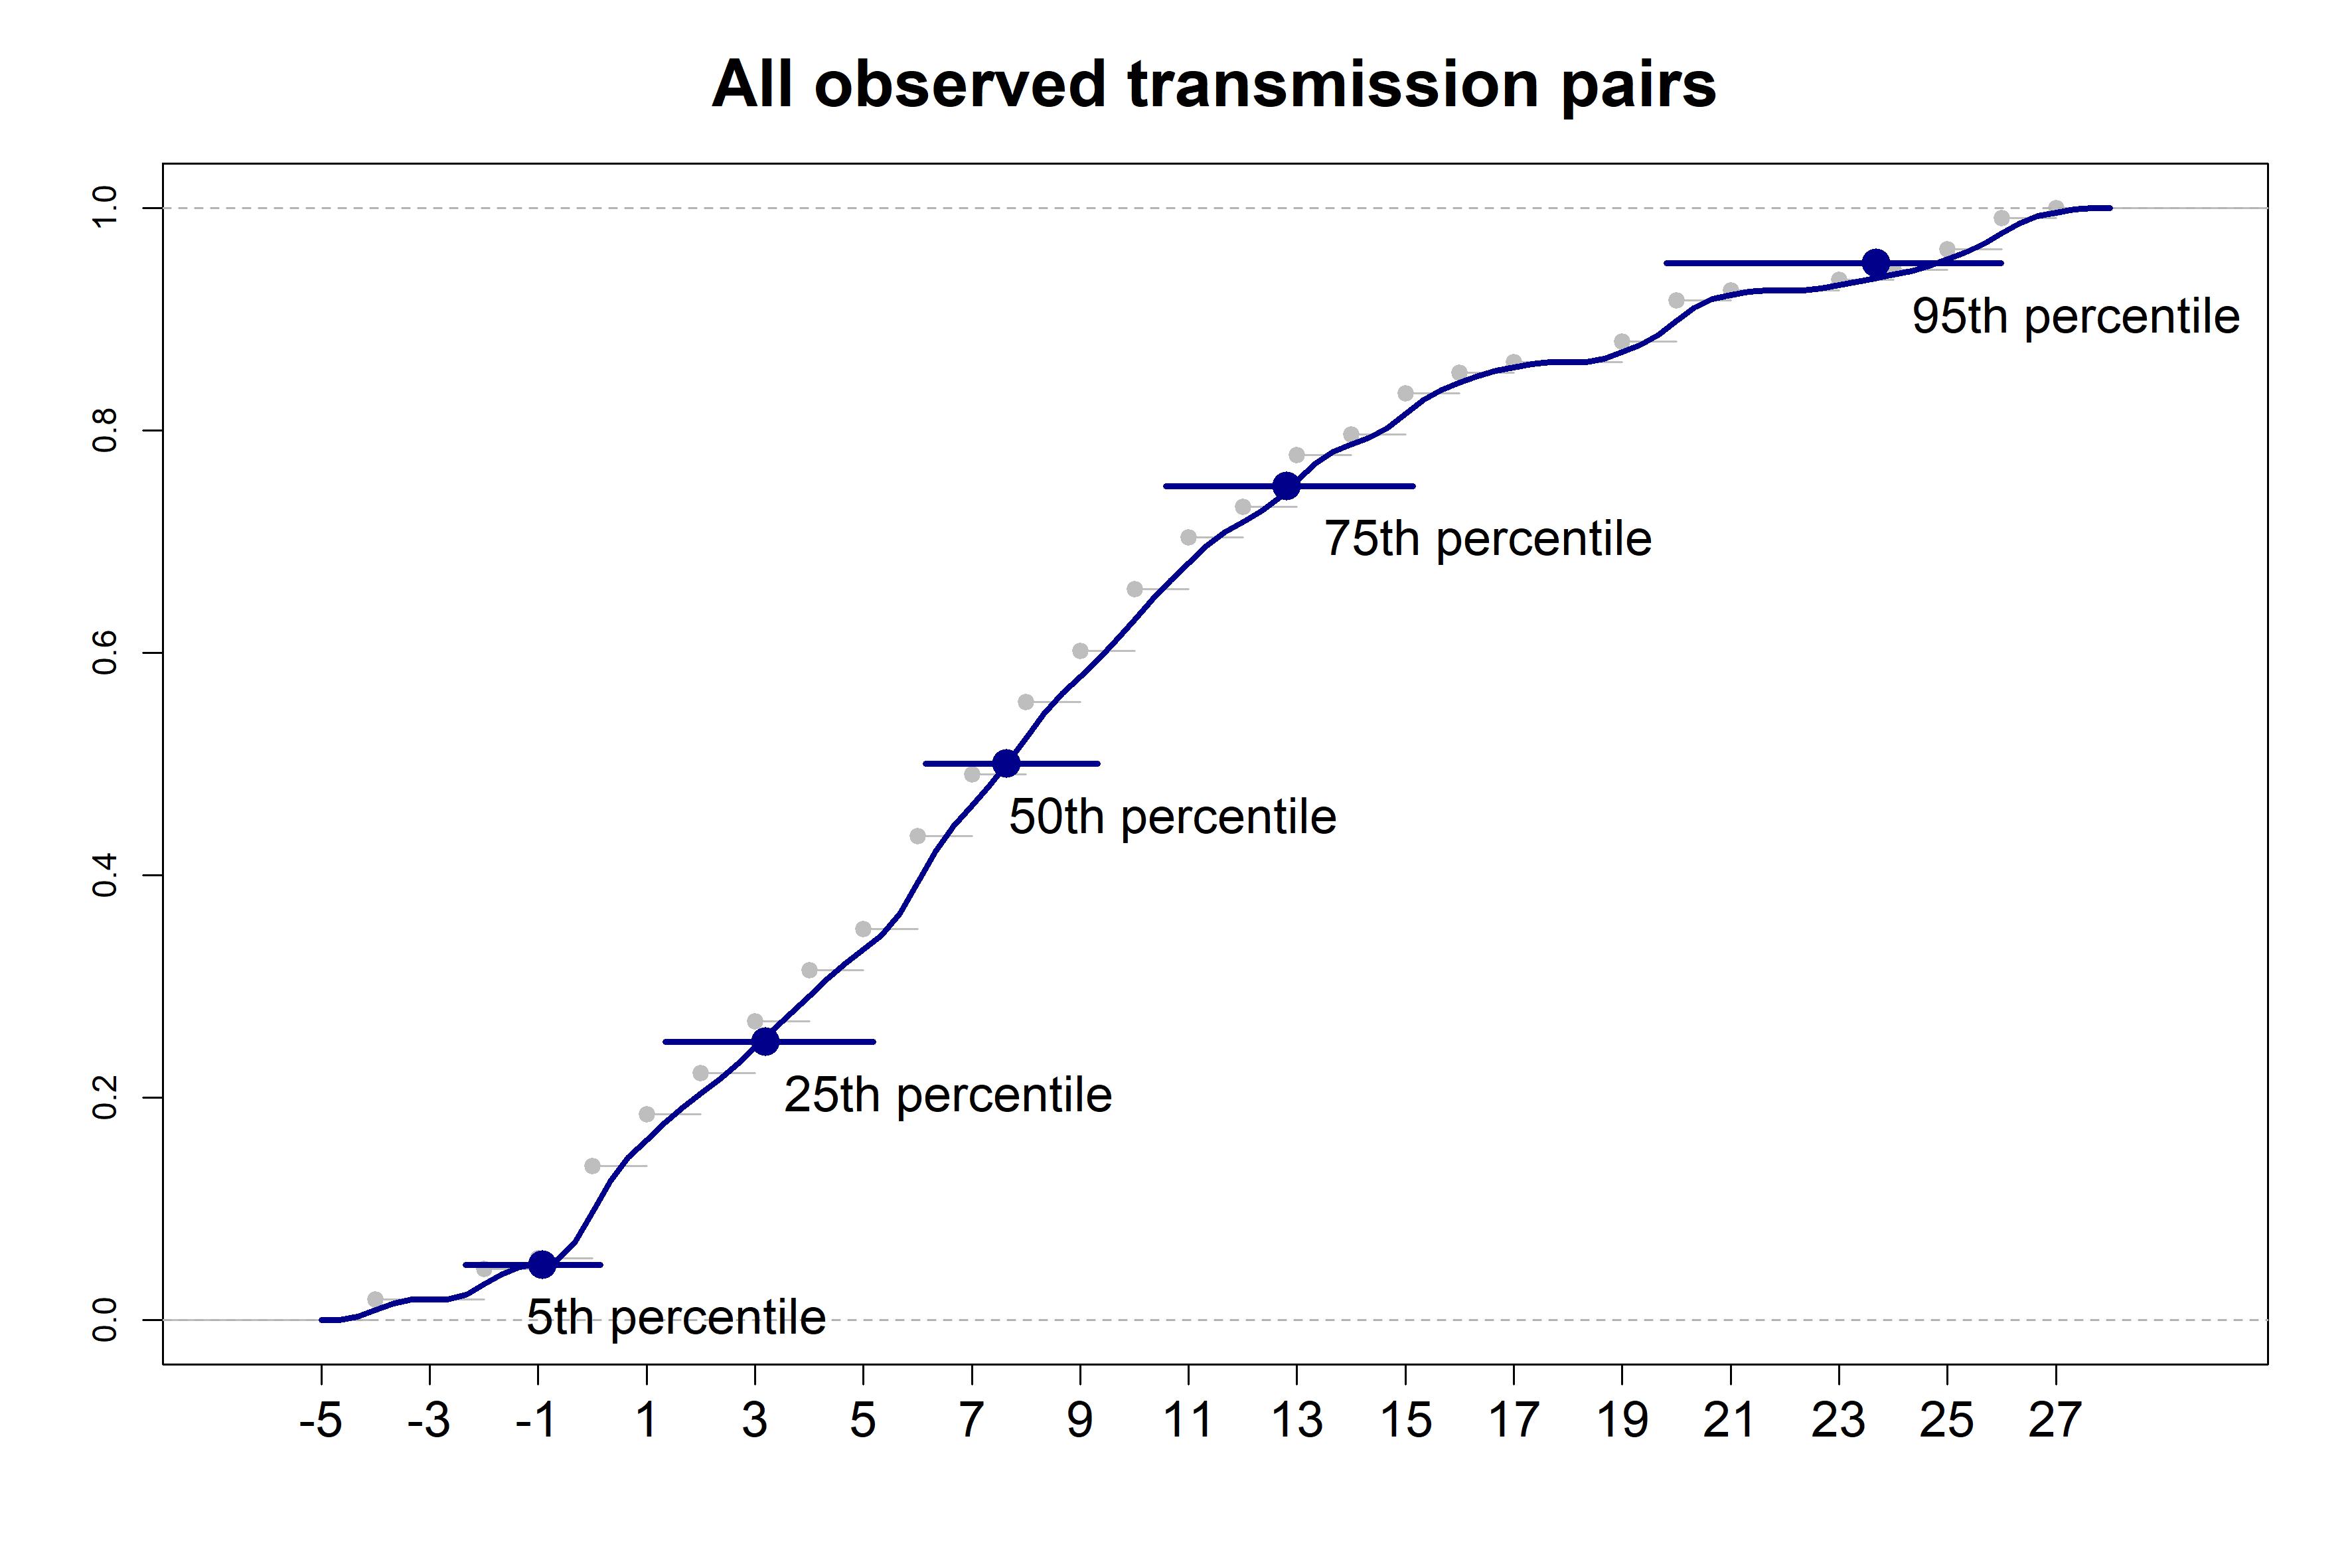 All observed transmission pairs
1.0
0.8
0.6
0.4
0.2
0.0
95th percentile
75th percentile
50th percentile
25th percentile
5th percentile
-5 -3 -1 1 3 5 7 9 11 13 15 17 19 21 23 25 27